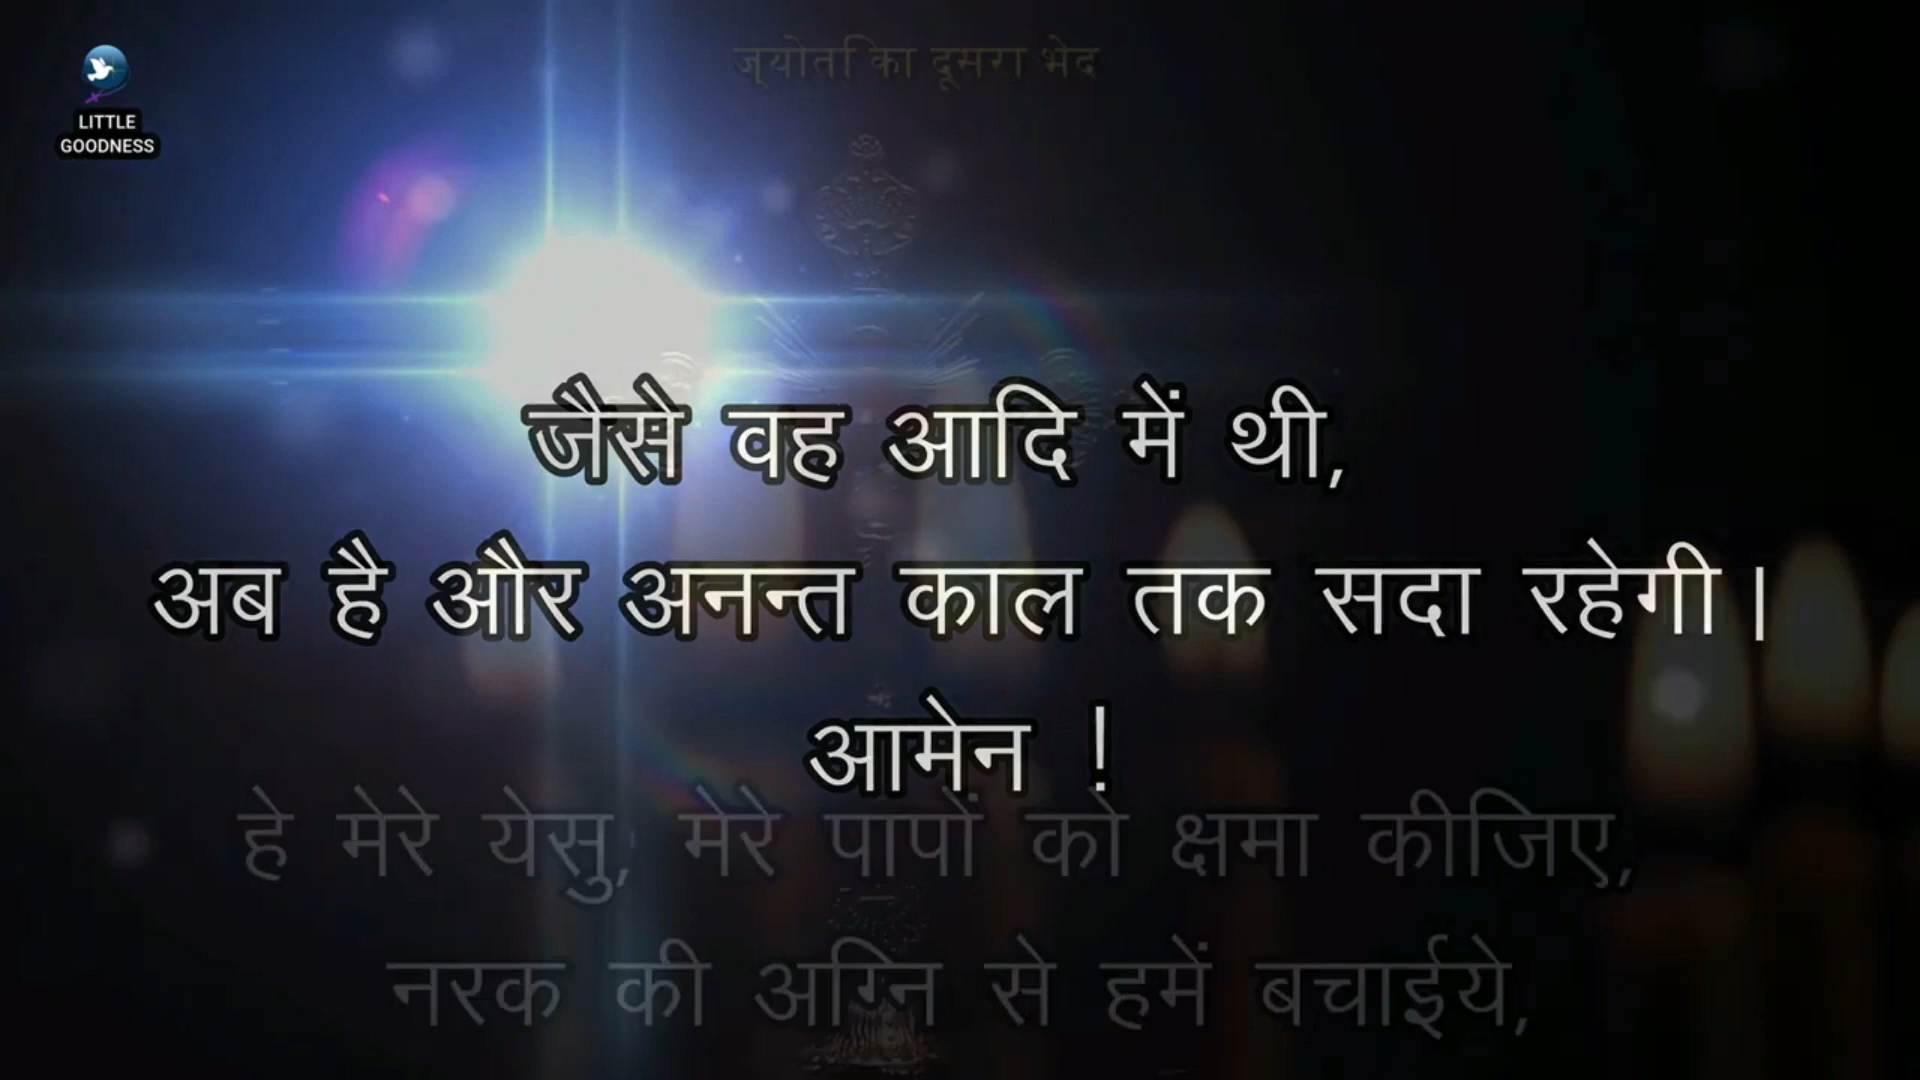 ज्योति का दूसरा भेद
LITTLE
GOODNESS
जैसे वह आदि में थी,
अब है और अनन्त काल तक सदा रहेगी।
आमेन !
हे मेरे येसु, मेरे पापों को क्षमा कीजिए,
नरक की अग्नि से हमें बचाईये,